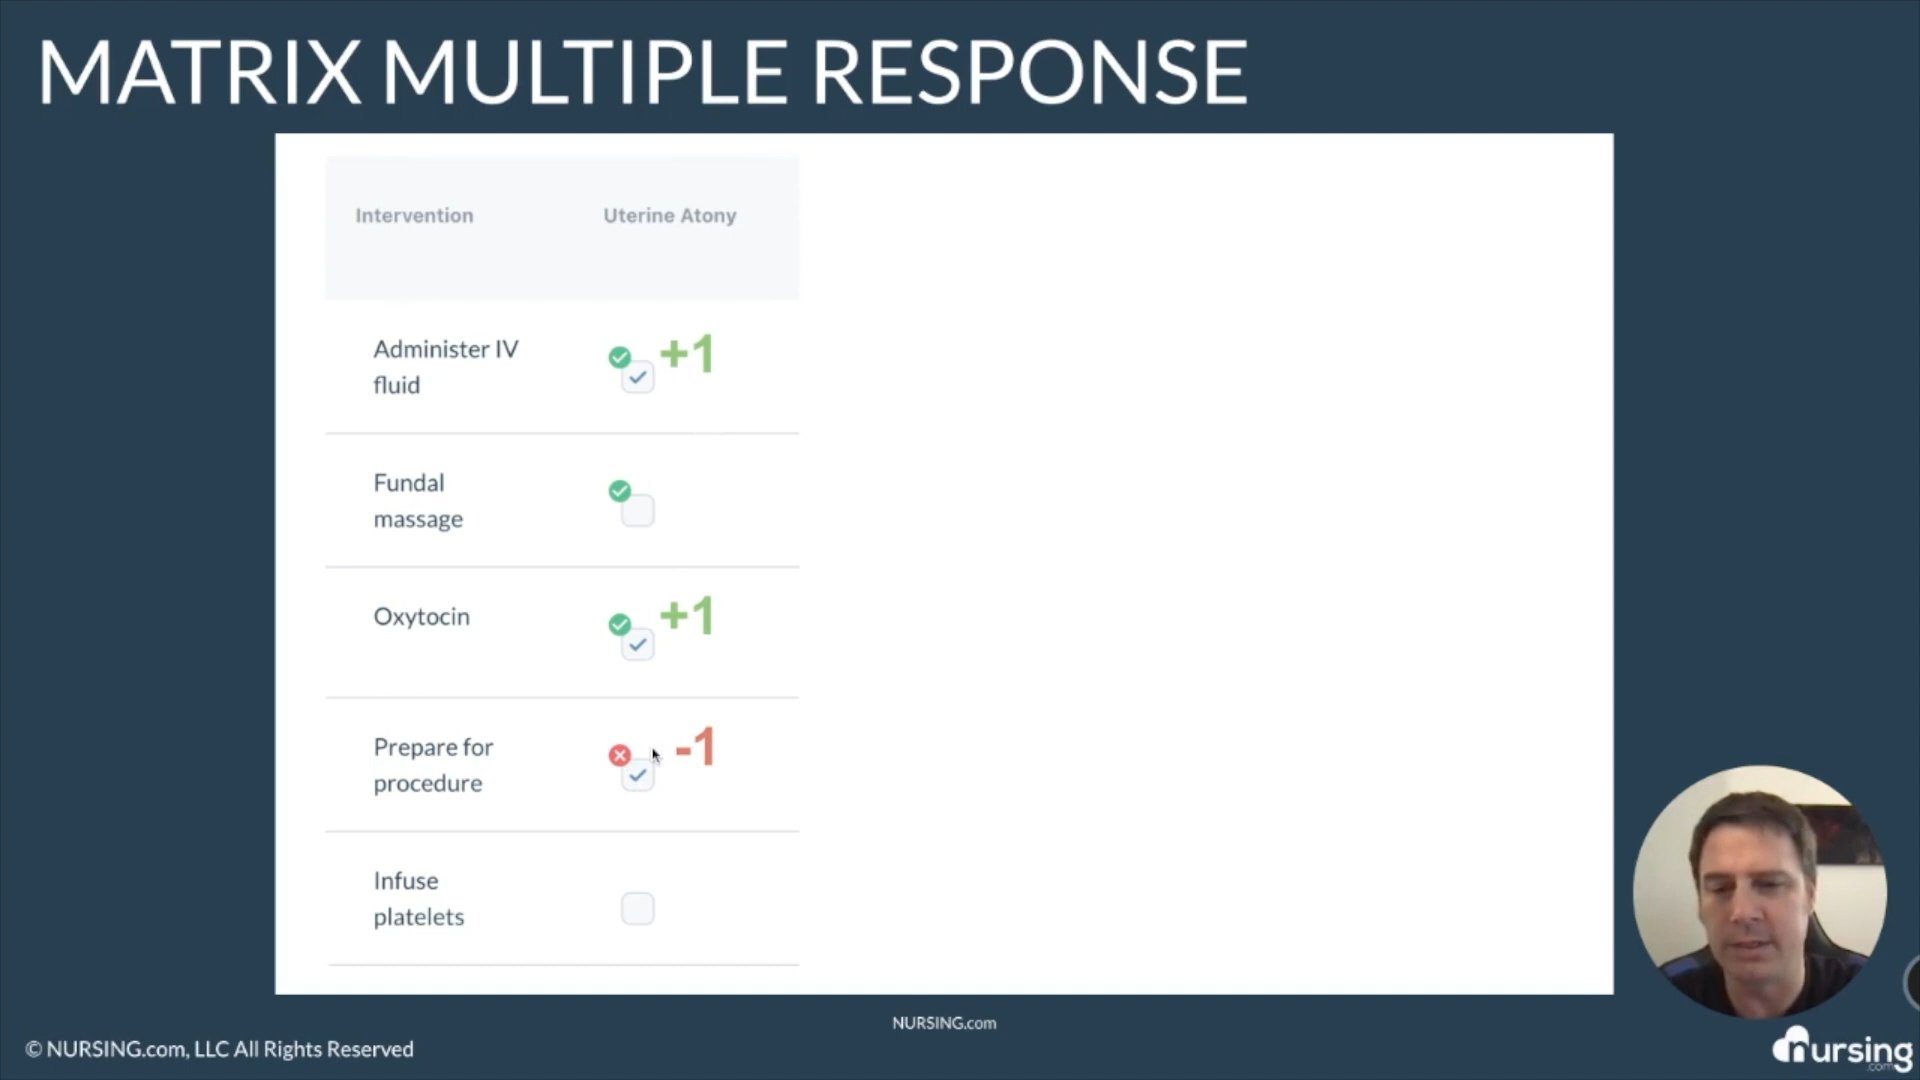 MATRIX MULTIPLE RESPONSE
Intervention Uterine Atony
Administer IV
fluid
+1
Fundal
massage
Oxytocin
+1
Prepare for
procedure
-1
Infuse
platelets
NURSING.com
© NURSING.com, LLC All Rights Reserved
nursing
.com